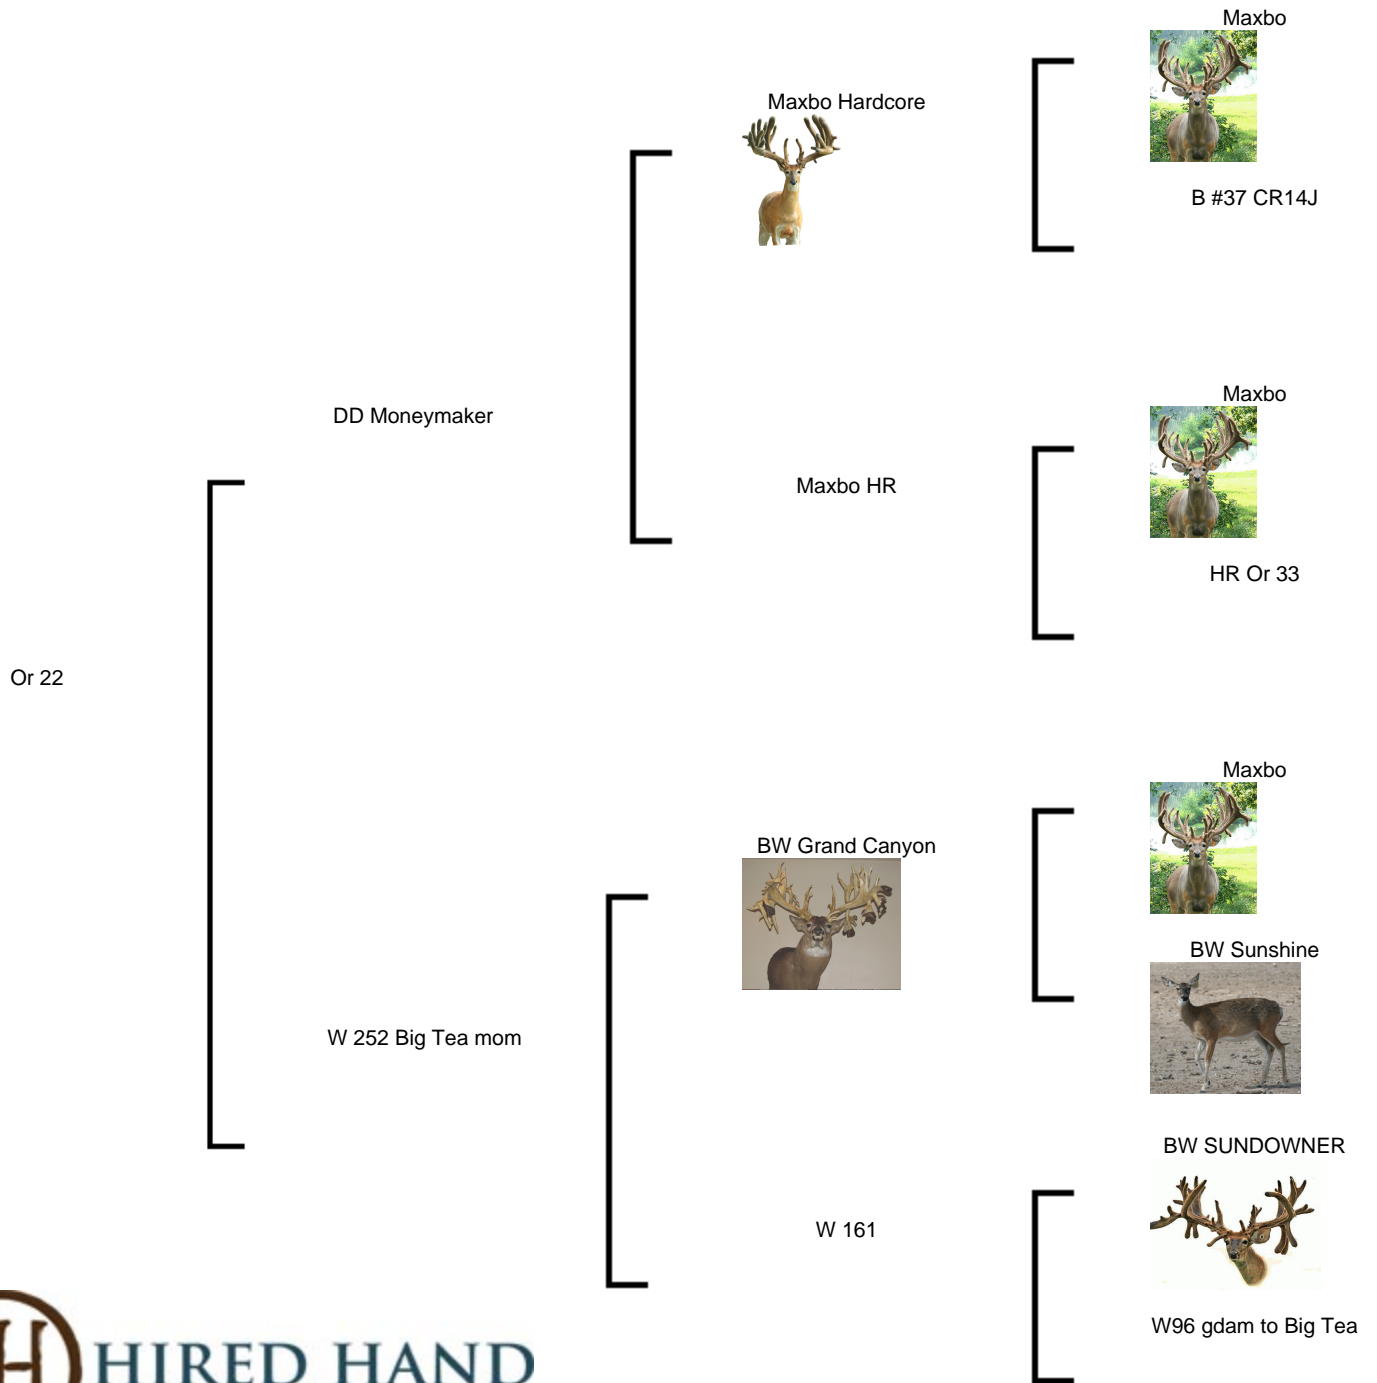 Maxbo
Maxbo Hardcore
B #37 CR14J
Maxbo
DD Moneymaker
Maxbo HR
HR Or 33
Or 22
Maxbo
BW Grand Canyon
BW Sunshine
W 252 Big Tea mom
BW SUNDOWNER
W 161
W96 gdam to Big Tea
H HIRED HAND